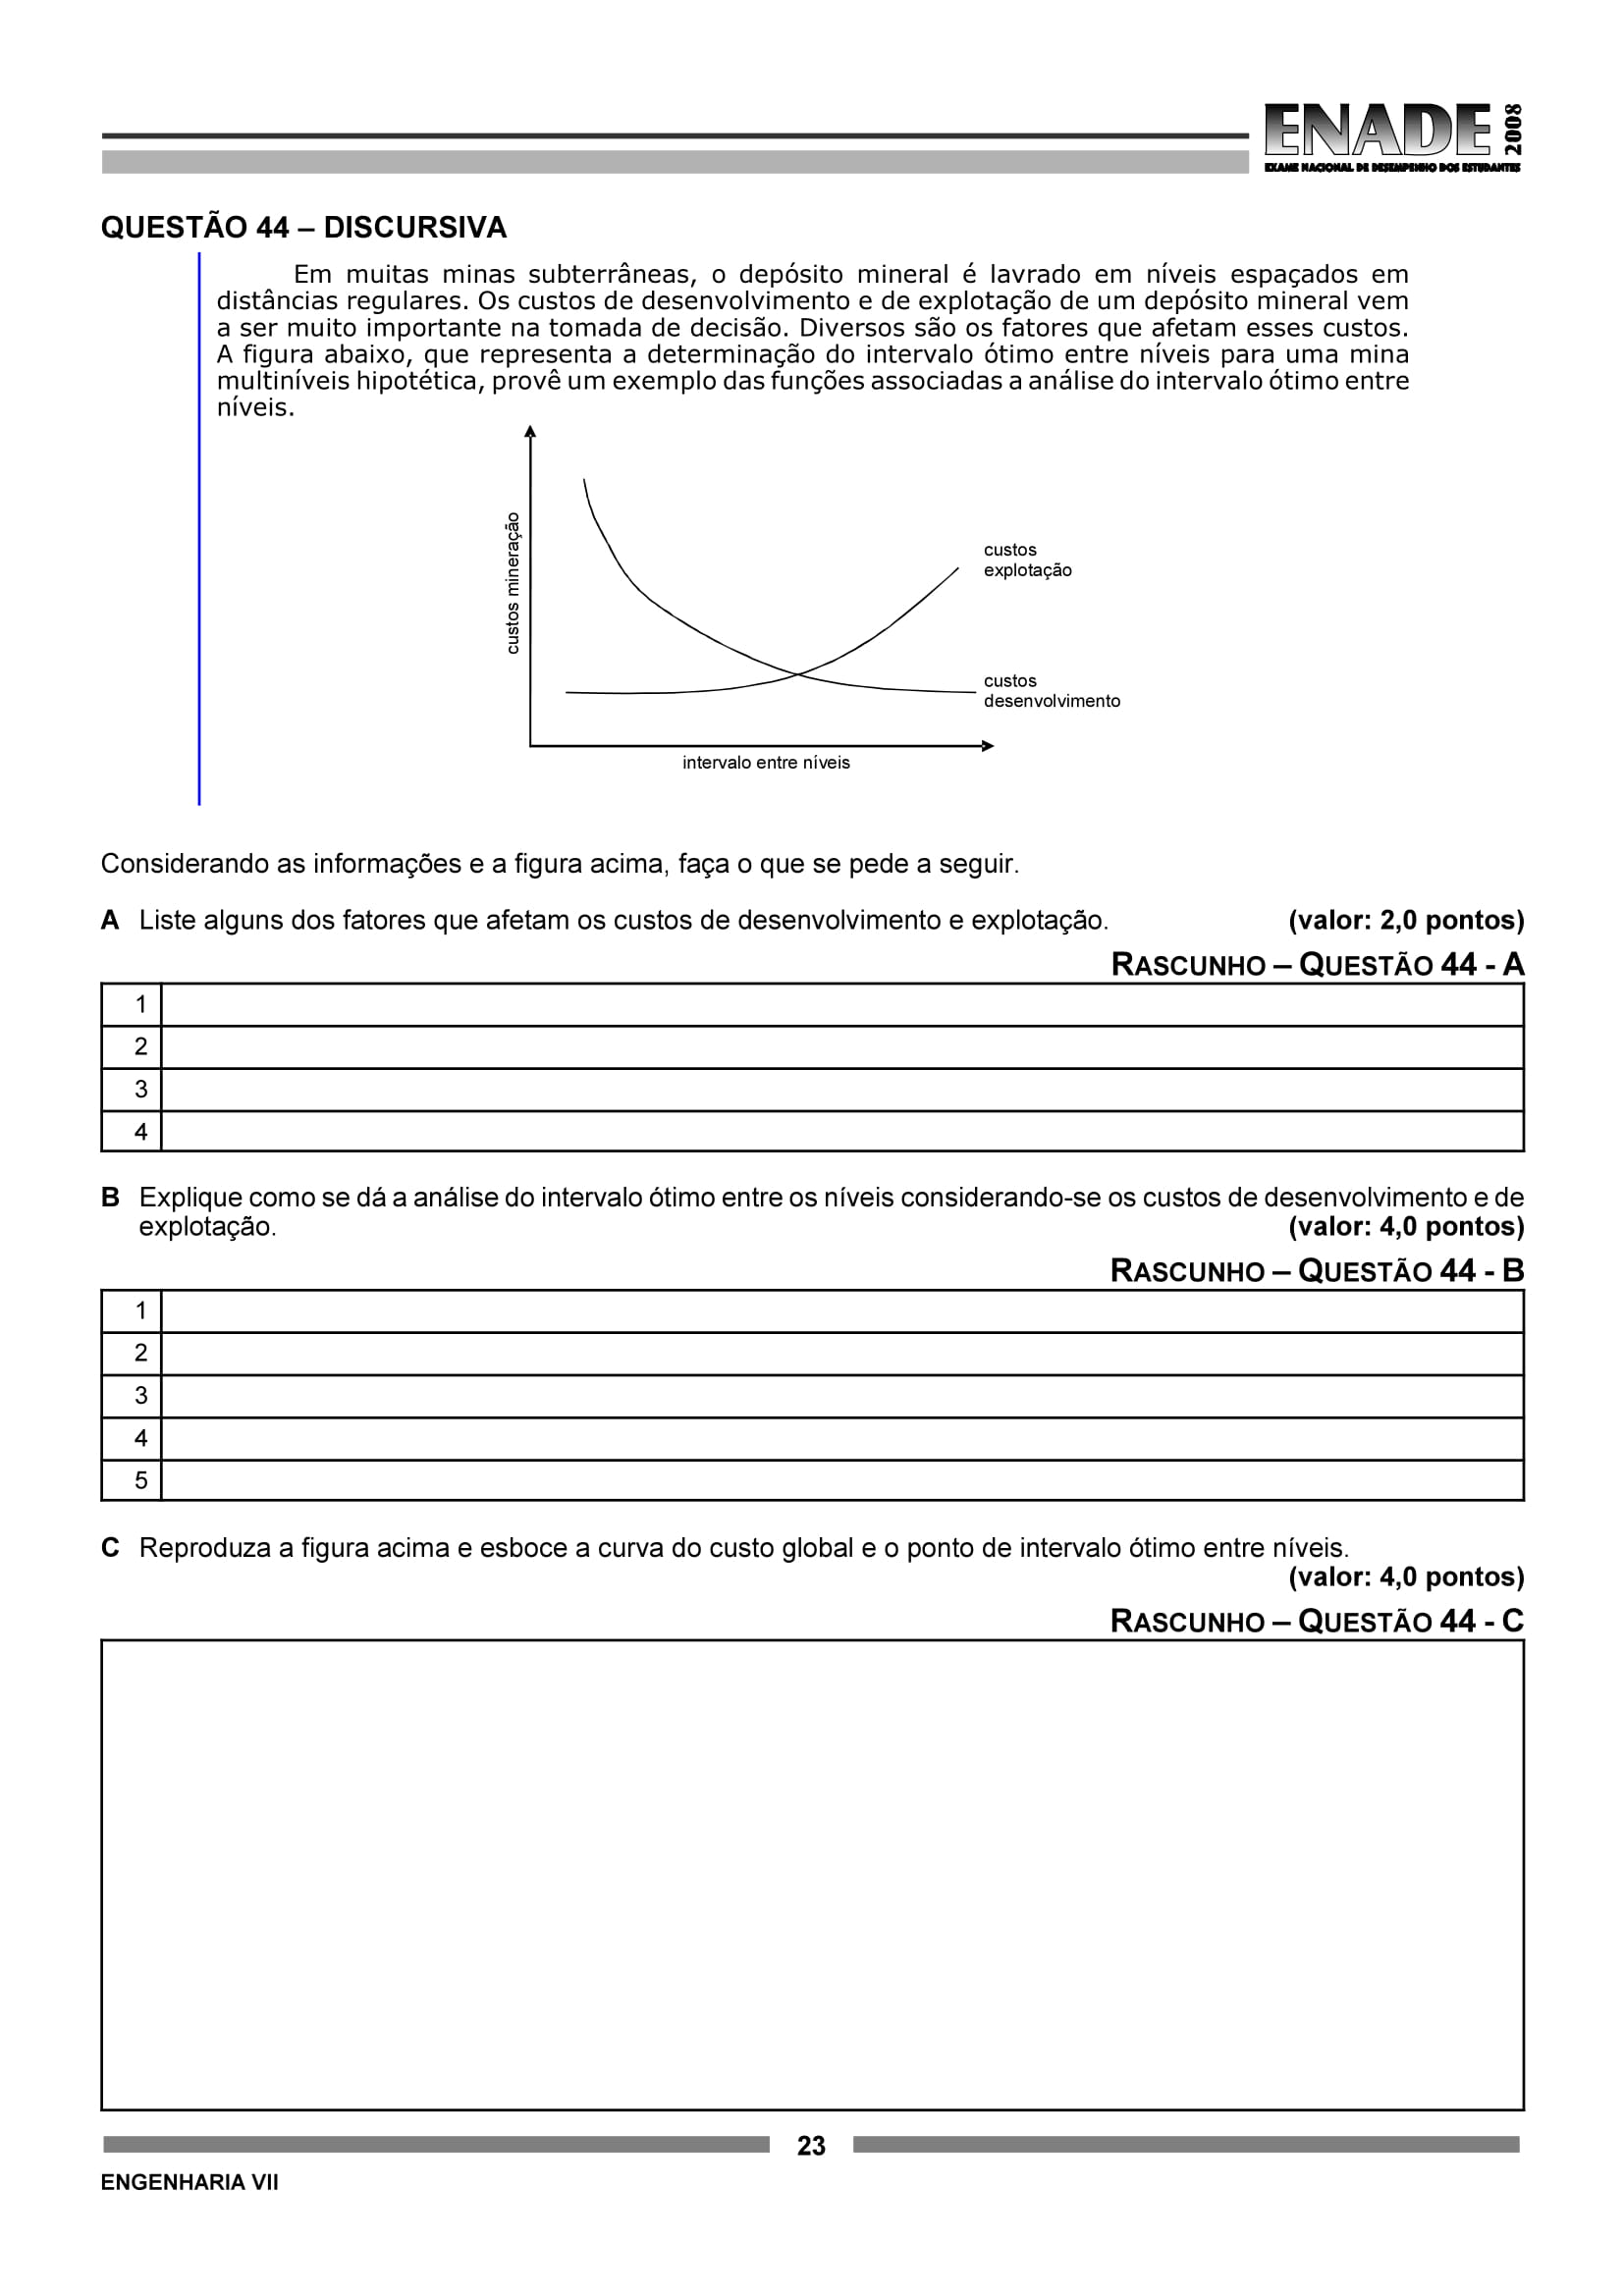 ENADE
2008
EXAME NACIONAL DE DESEMPENHO DOS ESTUDANTES
QUESTÃO 44 – DISCURSIVA
Em muitas minas subterrâneas, o depósito mineral é lavrado em níveis espaçados em
distâncias regulares. Os custos de desenvolvimento e de explotação de um depósito mineral vem
a ser muito importante na tomada de decisão. Diversos são os fatores que afetam esses custos.
A figura abaixo, que representa a determinação do intervalo ótimo entre níveis para uma mina
multiníveis hipotética, provê um exemplo das funções associadas a análise do intervalo ótimo entre
níveis.
custos mineração
custos
explotação
custos
desenvolvimento
intervalo entre níveis
Considerando as informações e a figura acima, faça o que se pede a seguir.
A Liste alguns dos fatores que afetam os custos de desenvolvimento e explotação. (valor: 2,0 pontos)
RASCUNHO – QUESTÃO 44 - A
1
2
3
4
B Explique como se dá a análise do intervalo ótimo entre os níveis considerando-se os custos de desenvolvimento e de
explotação. (valor: 4,0 pontos)
RASCUNHO – QUESTÃO 44 - B
1
2
3
4
5
C Reproduza a figura acima e esboce a curva do custo global e o ponto de intervalo ótimo entre níveis.
(valor: 4,0 pontos)
RASCUNHO – QUESTÃO 44 - C
23
ENGENHARIA VII